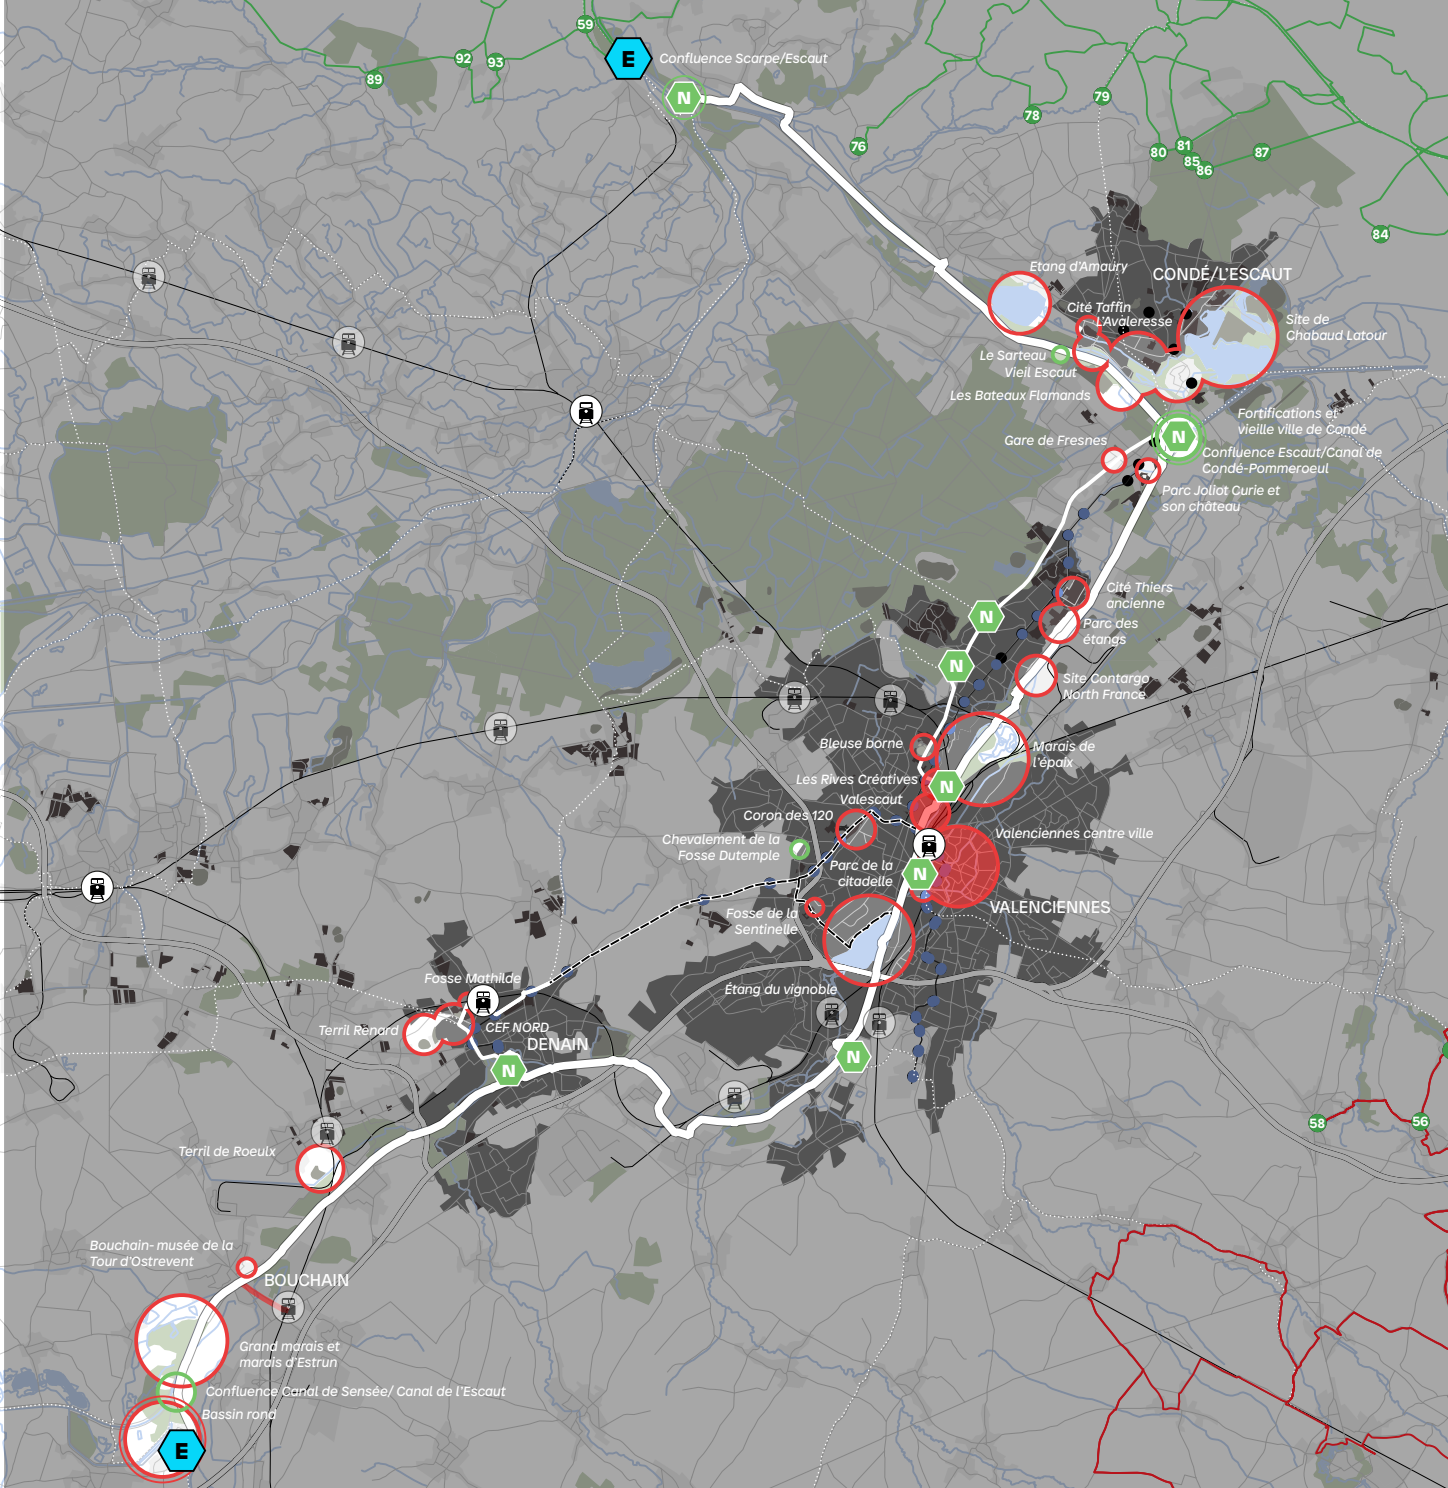 59
E
Confluence Scarpe/Escaut
92
93
89
N
79
78
76
80
81
85
86
87
84
Etang d'Amaury
CONDÉ/L'ESCAUT
Cité Taffin
L'Avaleresse
Site de
Chabaud Latour
Le Sarteau
Vieil Escaut
Les Bateaux Flamands
Fortifications et
vieille ville de Condé
Gare de Fresnes
N
Confluence Escaut/Canal de
Condé-Pommeroeul
Parc Joliot Curie et
son château
Cité Thiers
ancienne
N
Parc des
étangs
N
Site Contargo
North France
Bleuse borne
Marais de
l'épaix
Les Rives Créatives
N
Valescaut
Coron des 120
Valenciennes centre ville
Chevalement de la
Fosse Dutemple
Parc de la
citadelle
N
VALENCIENNES
Fosse de la
Sentinelle
Fosse Mathilde
Étang du vignoble
Terril Renard
CEF NORD
DENAIN
N
N
58
56
Terril de Roeulx
Bouchain- musée de la
Tour d'Ostrevent
BOUCHAIN
Grand marais et
marais d'Estrun
Confluence Canal de Sensée/ Canal de l'Escaut
Bassin rond
E